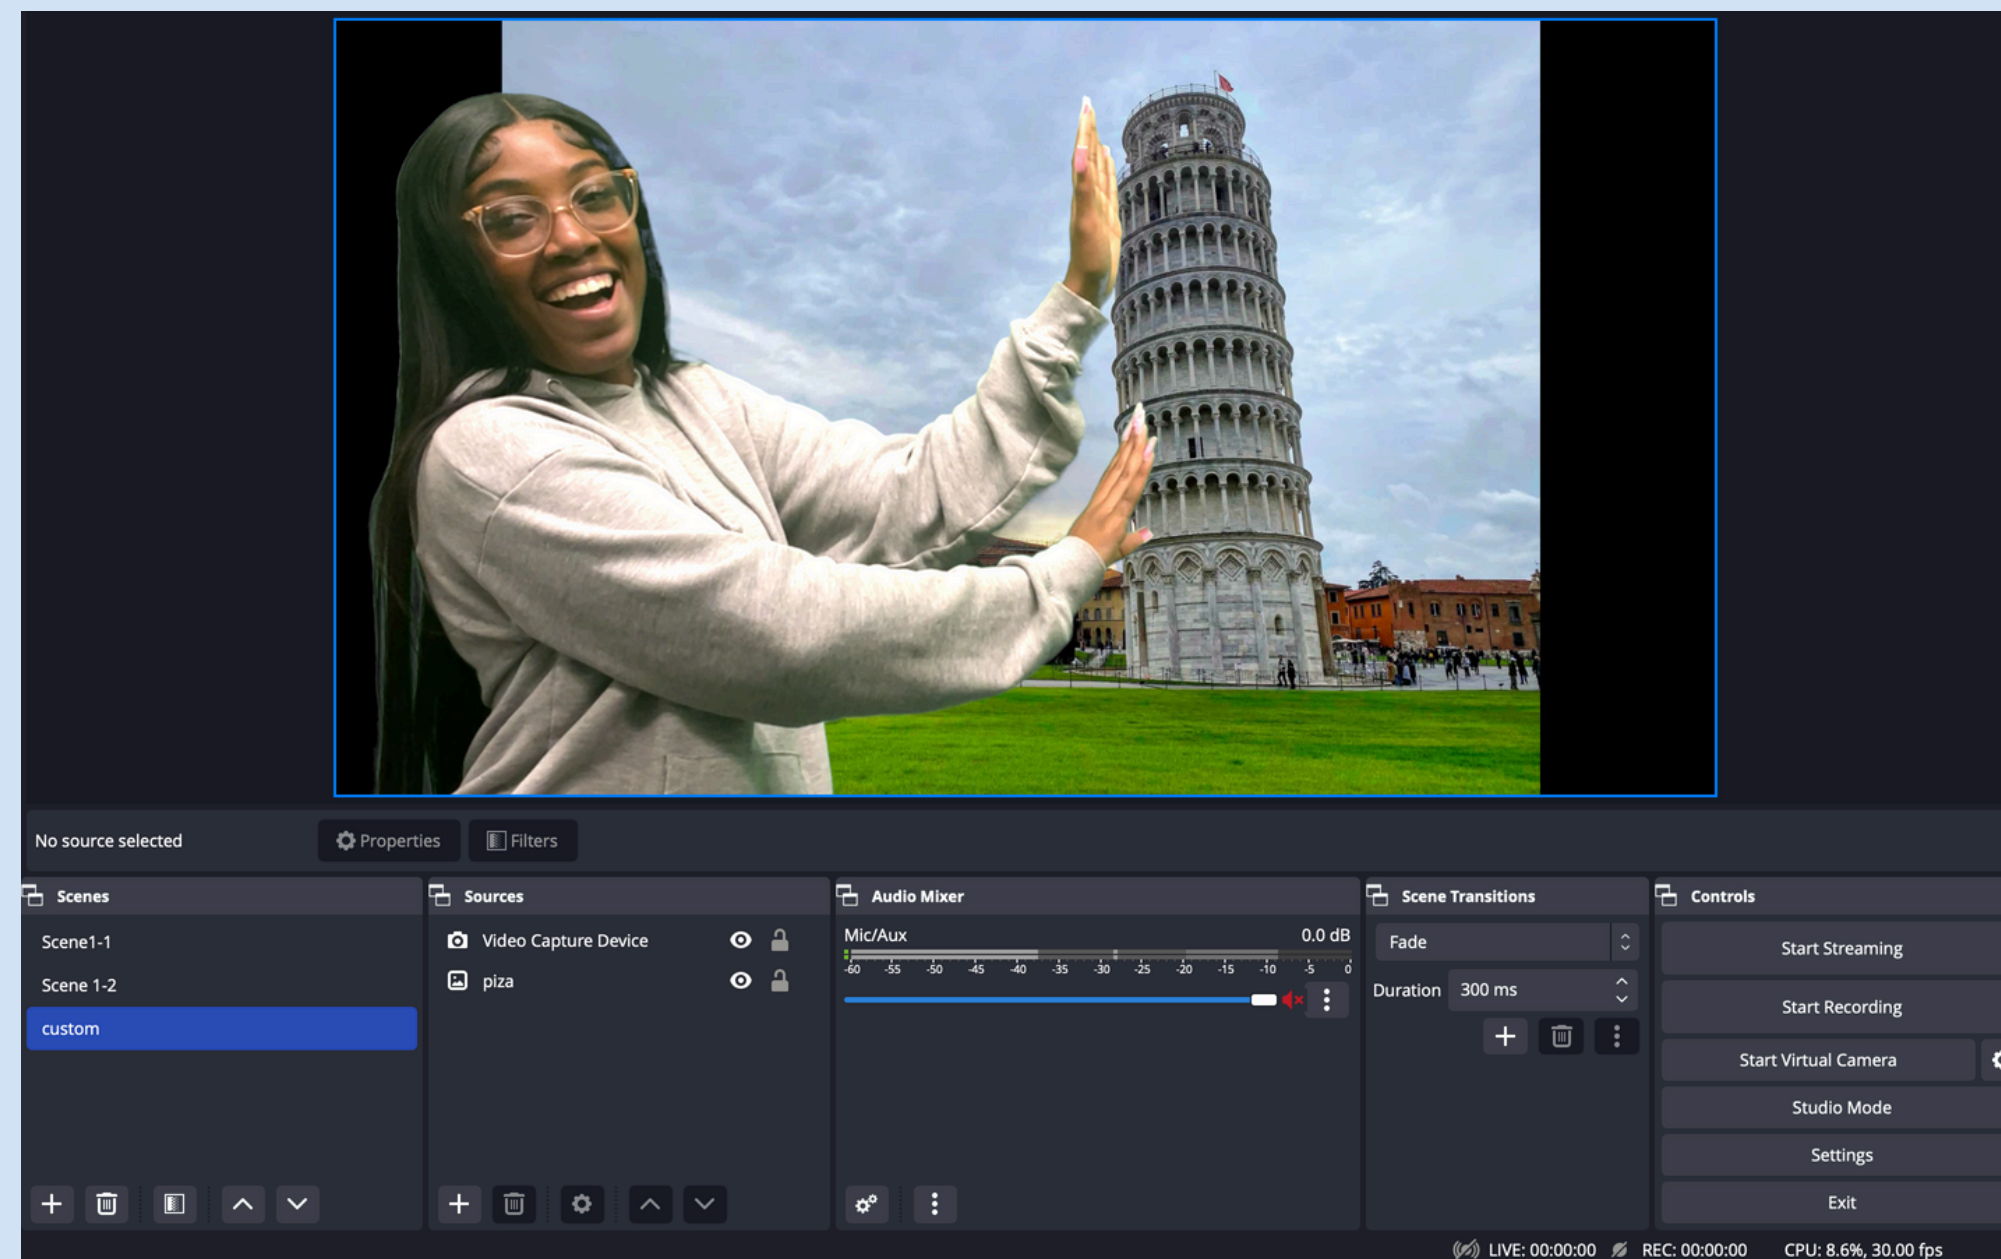 No source selected
Properties
Filters
Scenes
Scene1-1
Scene 1-2
custom
Sources
Video Capture Device
piza
Audio Mixer
Mic/Aux
0.0 dB
-60 -55 -50 -45 -40 -35 -30 -25 -20 -15 -10 -5 0
Scene Transitions
Fade
Duration 300 ms
Controls
Start Streaming
Start Recording
Start Virtual Camera
Studio Mode
Settings
Exit
LIVE: 00:00:00 REC: 00:00:00 CPU: 8.6%, 30.00 fps